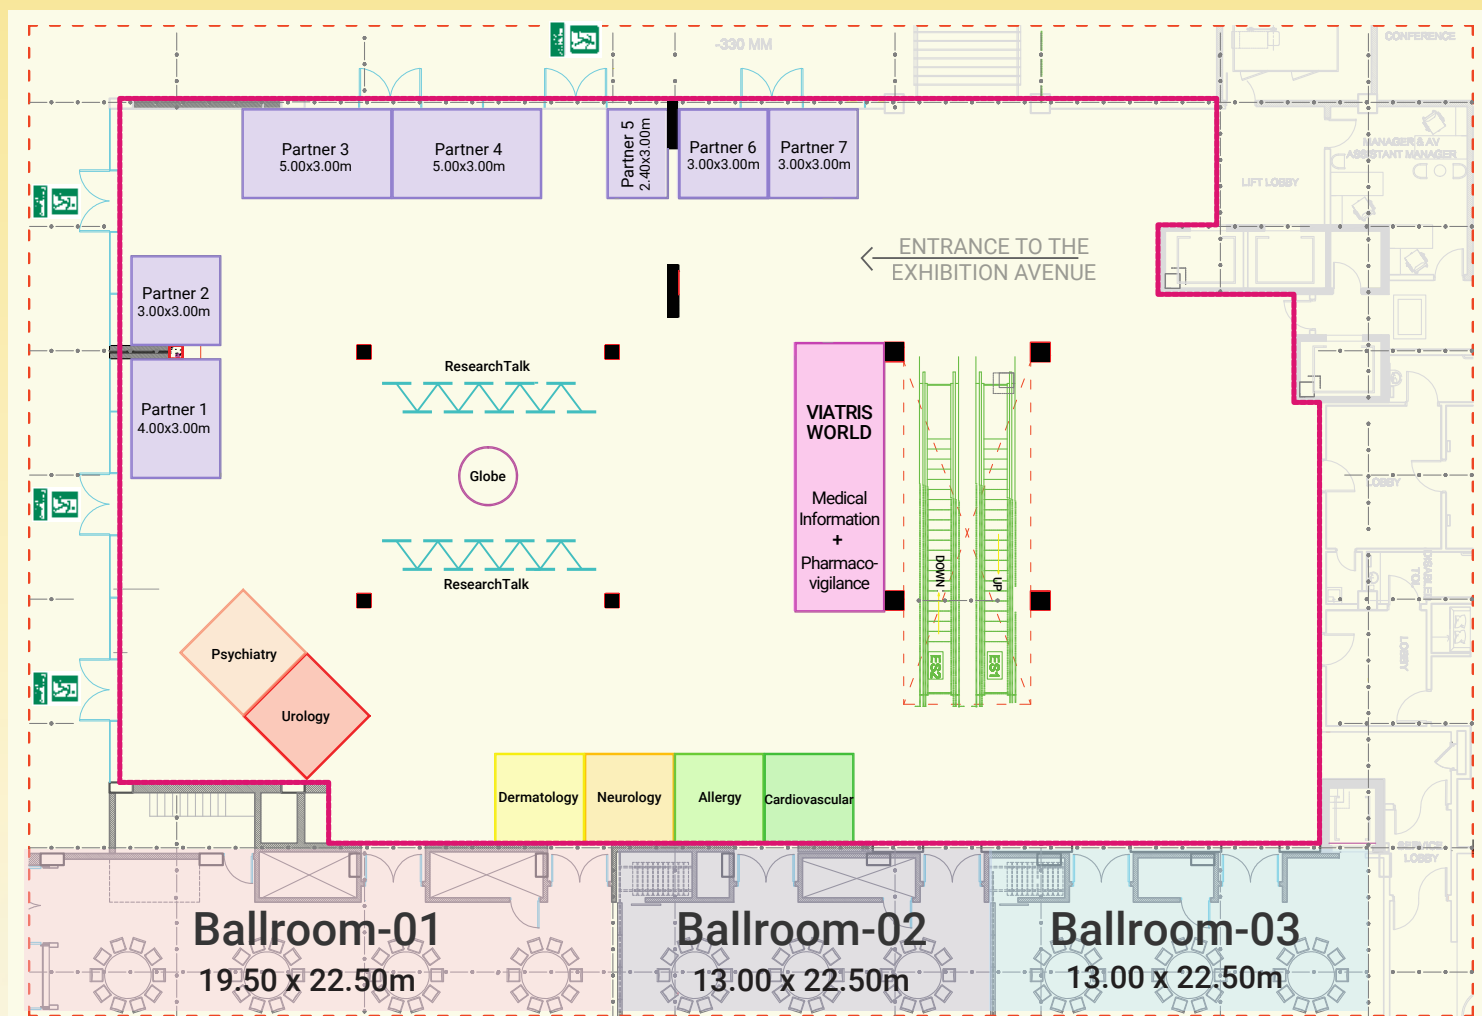 -330 MM
CONFERENCE
Partner 3
5.00x3.00m
Partner 4
5.00x3.00m
Partner 5
2.40x3.00m
Partner 6
3.00x3.00m
Partner 7
3.00x3.00m
MANAGER & AV
ASSISTANT MANAGER
LIFT LOBBY
ENTRANCE TO THE
EXHIBITION AVENUE
Partner 2
3.00x3.00m
Partner 1
4.00x3.00m
ResearchTalk
Globe
ResearchTalk
VIATRIS
WORLD
Medical
Information
+
Pharmaco-
vigilance
DOWN
UP
ES2
ES1
LOBBY
DISABLED
TOI.
LOBBY
Psychiatry
Urology
Dermatology
Neurology
Allergy
Cardiovascular
SERVICE
LOBBY
Ballroom-01
19.50 x 22.50m
Ballroom-02
13.00 x 22.50m
Ballroom-03
13.00 x 22.50m